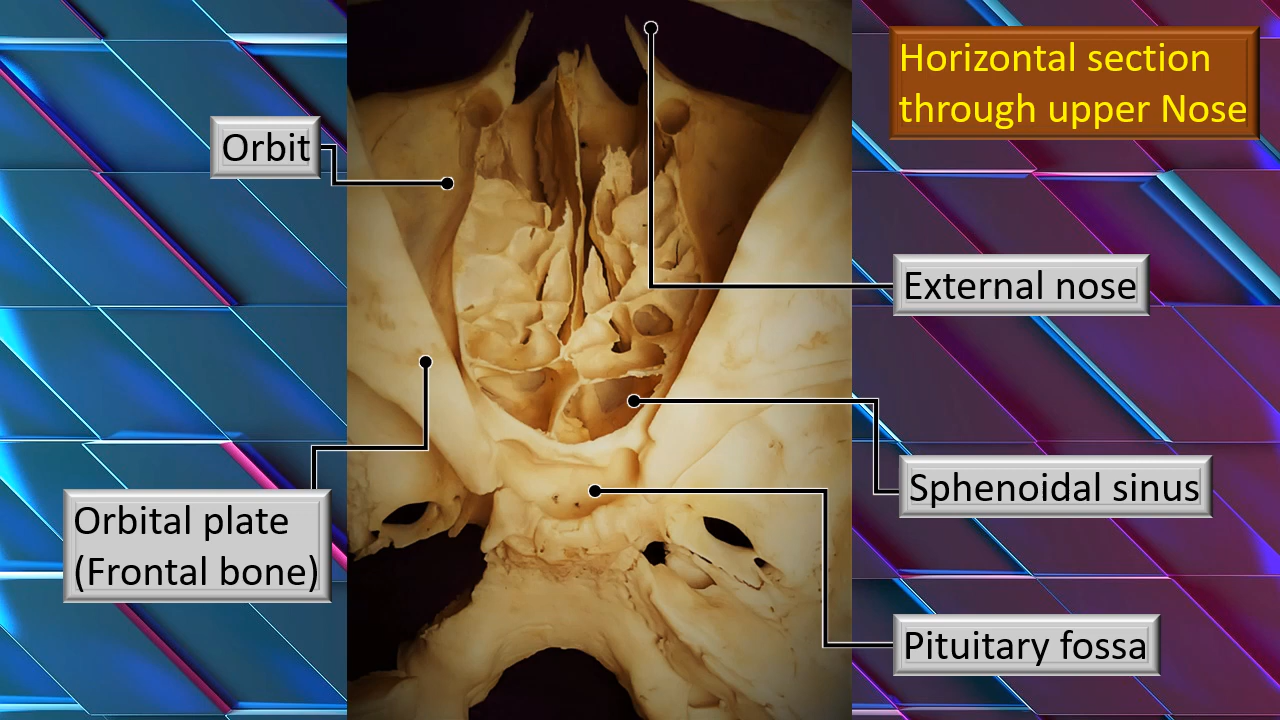 Horizontal section
through upper Nose
Orbit
External nose
Sphenoidal sinus
Orbital plate
(Frontal bone)
Pituitary fossa